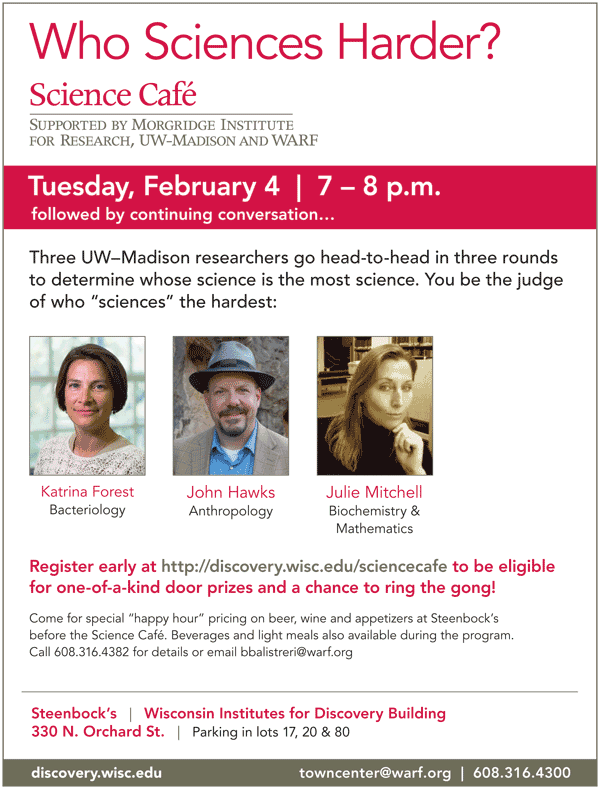 Who Sciences Harder?
Science Café
Supported by Morgridge Institute
for Research, UW-Madison and WARF
Tuesday, February 4 | 7 – 8 p.m.
followed by continuing conversation…
Three UW–Madison researchers go head-to-head in three rounds
to determine whose science is the most science. You be the judge
of who “sciences” the hardest:
Katrina Forest
Bacteriology
John Hawks
Anthropology
Julie Mitchell
Biochemistry &
Mathematics
Register early at http://discovery.wisc.edu/sciencecafe to be eligible
for one-of-a-kind door prizes and a chance to ring the gong!
Come for special “happy hour” pricing on beer, wine and appetizers at Steenbock’s
before the Science Café. Beverages and light meals also available during the program.
Call 608.316.4382 for details or email bbalistreri@warf.org
Steenbock’s | Wisconsin Institutes for Discovery Building
330 N. Orchard St. | Parking in lots 17, 20 & 80
discovery.wisc.edu towncenter@warf.org | 608.316.4300